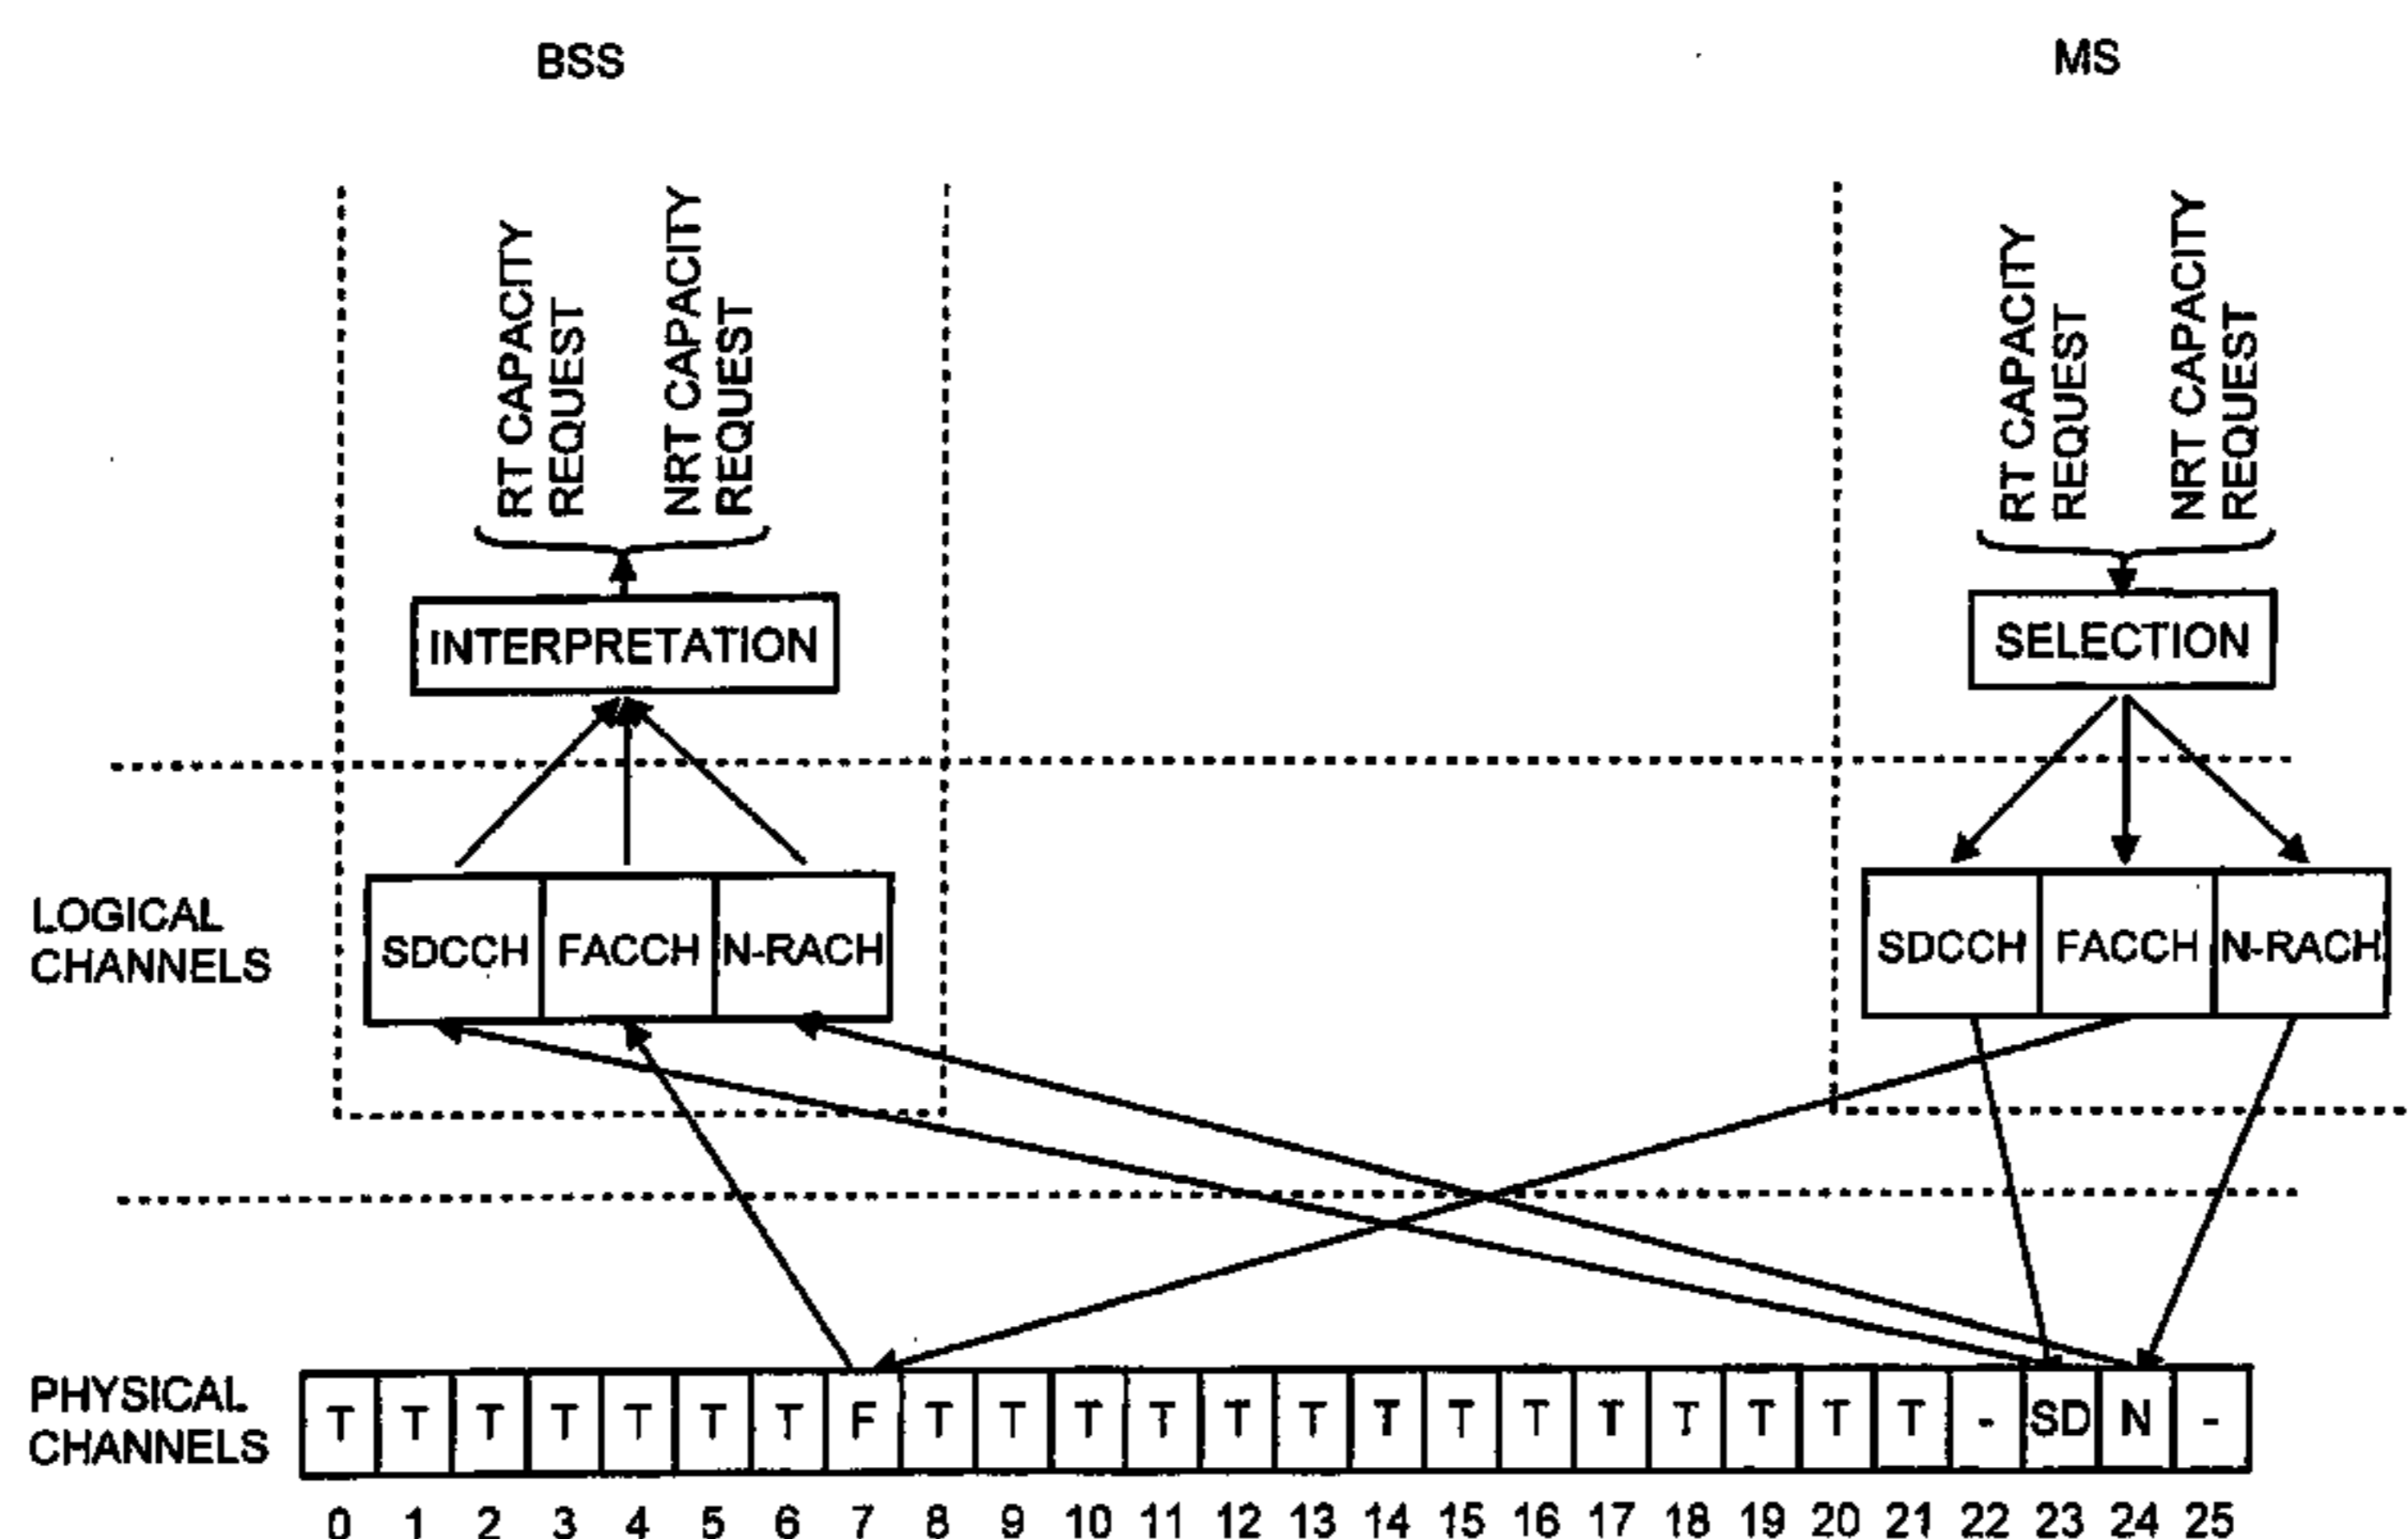 BSS
MS
RT CAPACITY
REQUEST
NRT CAPACITY
REQUEST
RT CAPACITY
REQUEST
NRT CAPACITY
REQUEST
INTERPRETATION
SELECTION
LOGICAL
CHANNELS
SDCCH FACCH N-RACH
SDCCH FACCH N-RACH
PHYSICAL
CHANNELS
T T T T T T T F T T T T T T T T T T T T T T - SD N -
0 1 2 3 4 5 6 7 8 9 10 11 12 13 14 15 16 17 18 19 20 21 22 23 24 25